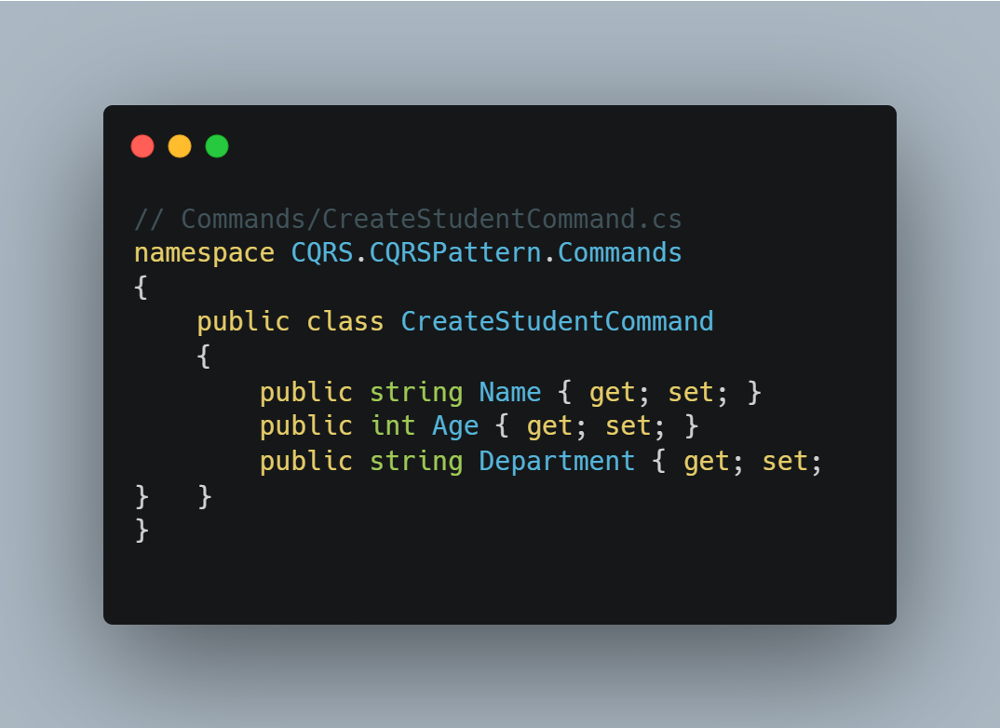 // Commands/CreateStudentCommand.cs
namespace CQRS.CQRSPattern.Commands
{
    public class CreateStudentCommand
    {
        public string Name { get; set; }
        public int Age { get; set; }
        public string Department { get; set;
}   }
}